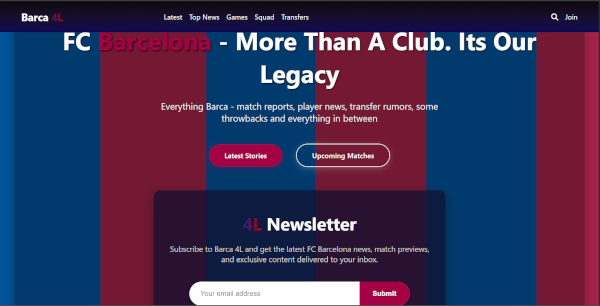 Barca 4L
Latest Top News Games Squad Transfers
Join
FC Barcelona - More Than A Club. Its Our
Legacy
Everything Barca - match reports, player news, transfer rumors, some
throwbacks and everything in between
Latest Stories
Upcoming Matches
4L Newsletter
Subscribe to Barca 4L and get the latest FC Barcelona news, match previews,
and exclusive content delivered to your inbox.
Your email address
Submit